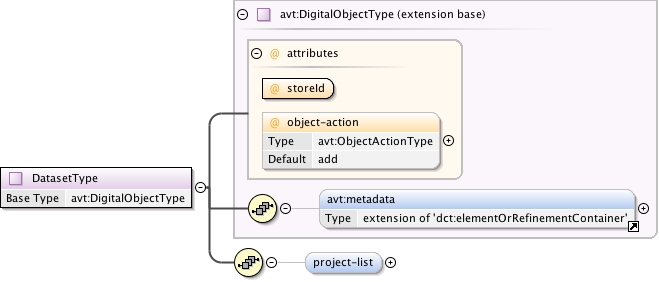 avt:DigitalObjectType (extension base)
@ attributes
@ storeId
@ object-action
Type avt:ObjectActionType
Default add
DatasetType
Base Type avt:DigitalObjectType
avt:metadata
Type extension of 'dct:elementOrRefinementContainer'
project-list